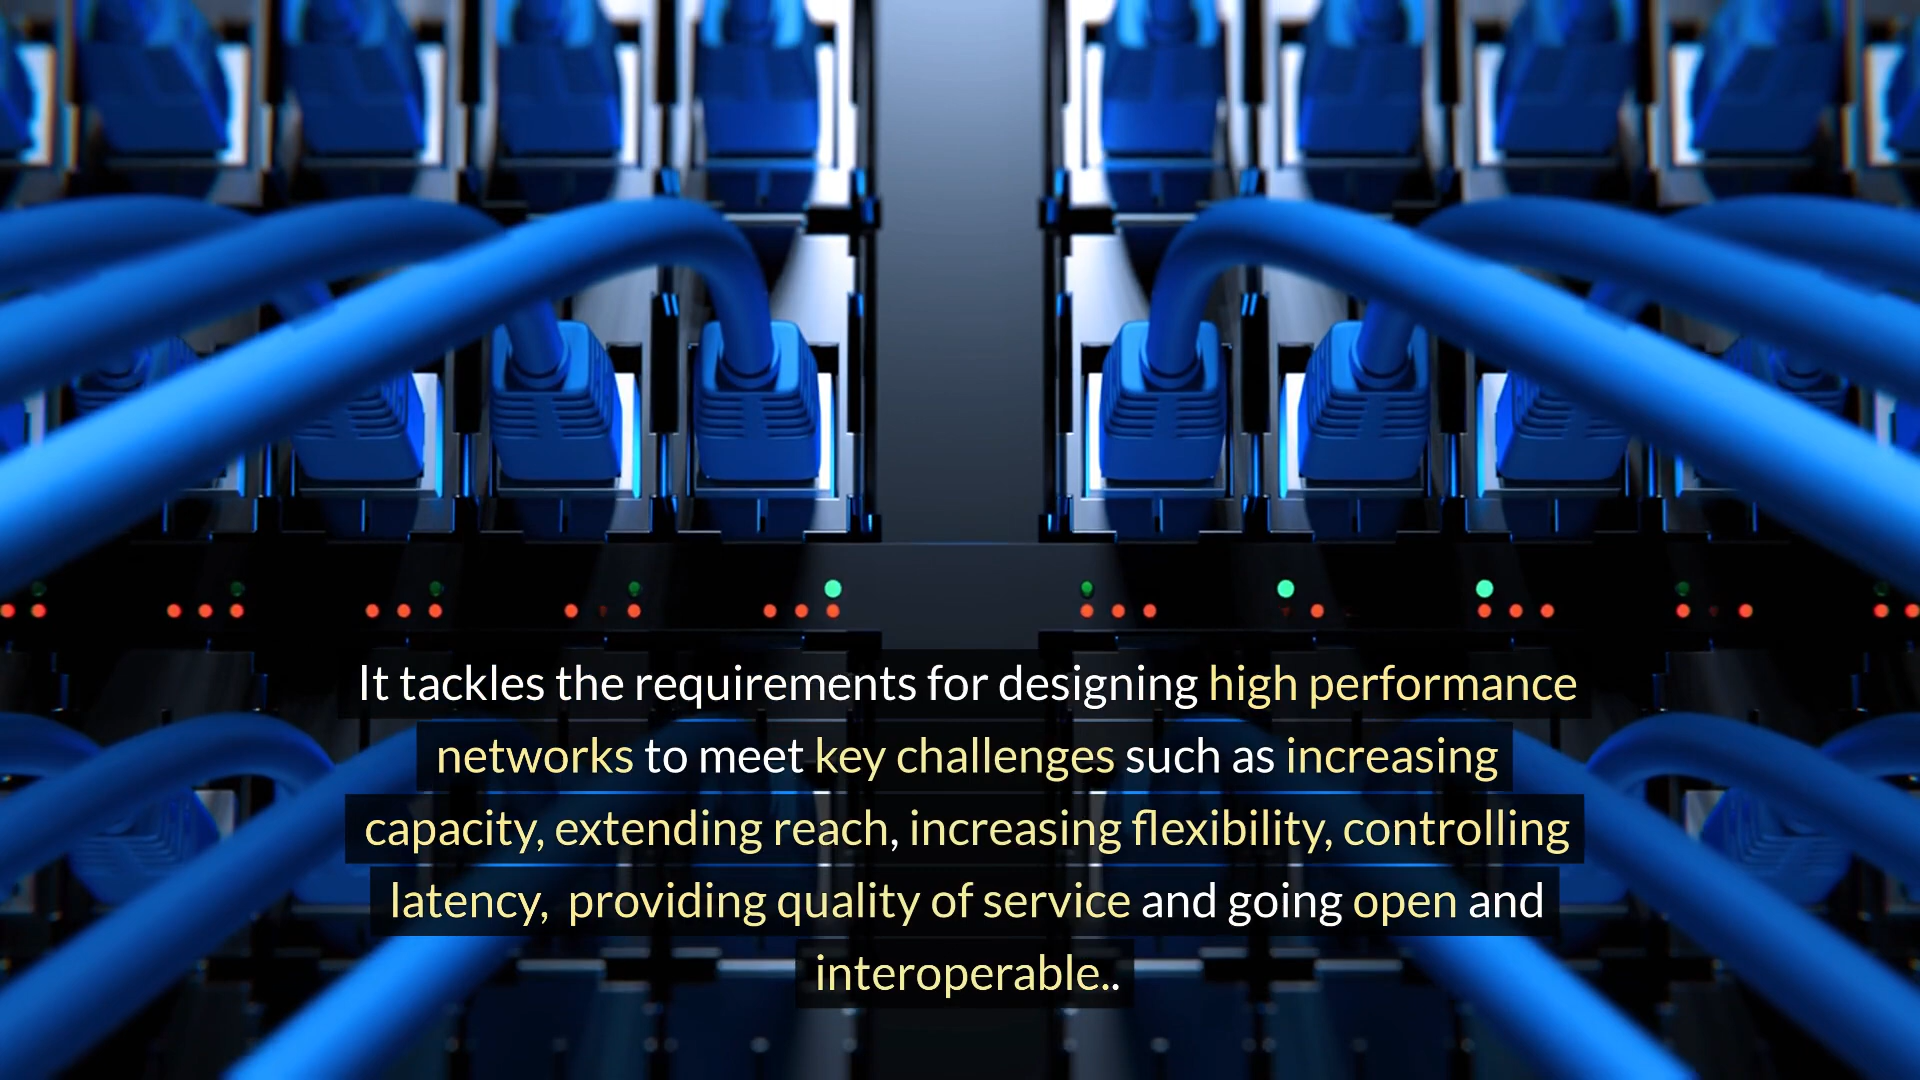 It tackles the requirements for designing high performance
networks to meet key challenges such as increasing
capacity, extending reach, increasing flexibility, controlling
latency,  providing quality of service and going open and
interoperable..